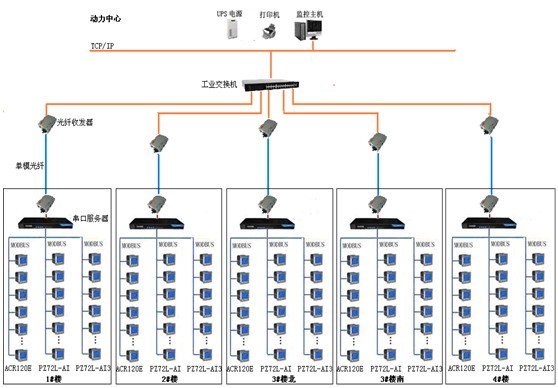 动力中心
UPS 电源
打印机
监控主机
TCP/IP
工业交换机
光纤收发器
单模光纤
串口服务器
MODBUS MODBUS MODBUS MODBUS MODBUS MODBUS MODBUS MODBUS MODBUS MODBUS MODBUS MODBUS MODBUS MODBUS MODBUS
ACR120E PZ72L-AI PZ72L-AI3 ACR120E PZ72L-AI PZ72L-AI3 ACR120E PZ72L-AI PZ72L-AI3 ACR120E PZ72L-AI PZ72L-AI3 ACR120E PZ72L-AI PZ72L-AI3
1#楼 2#楼 3#楼北 3#楼南 4#楼